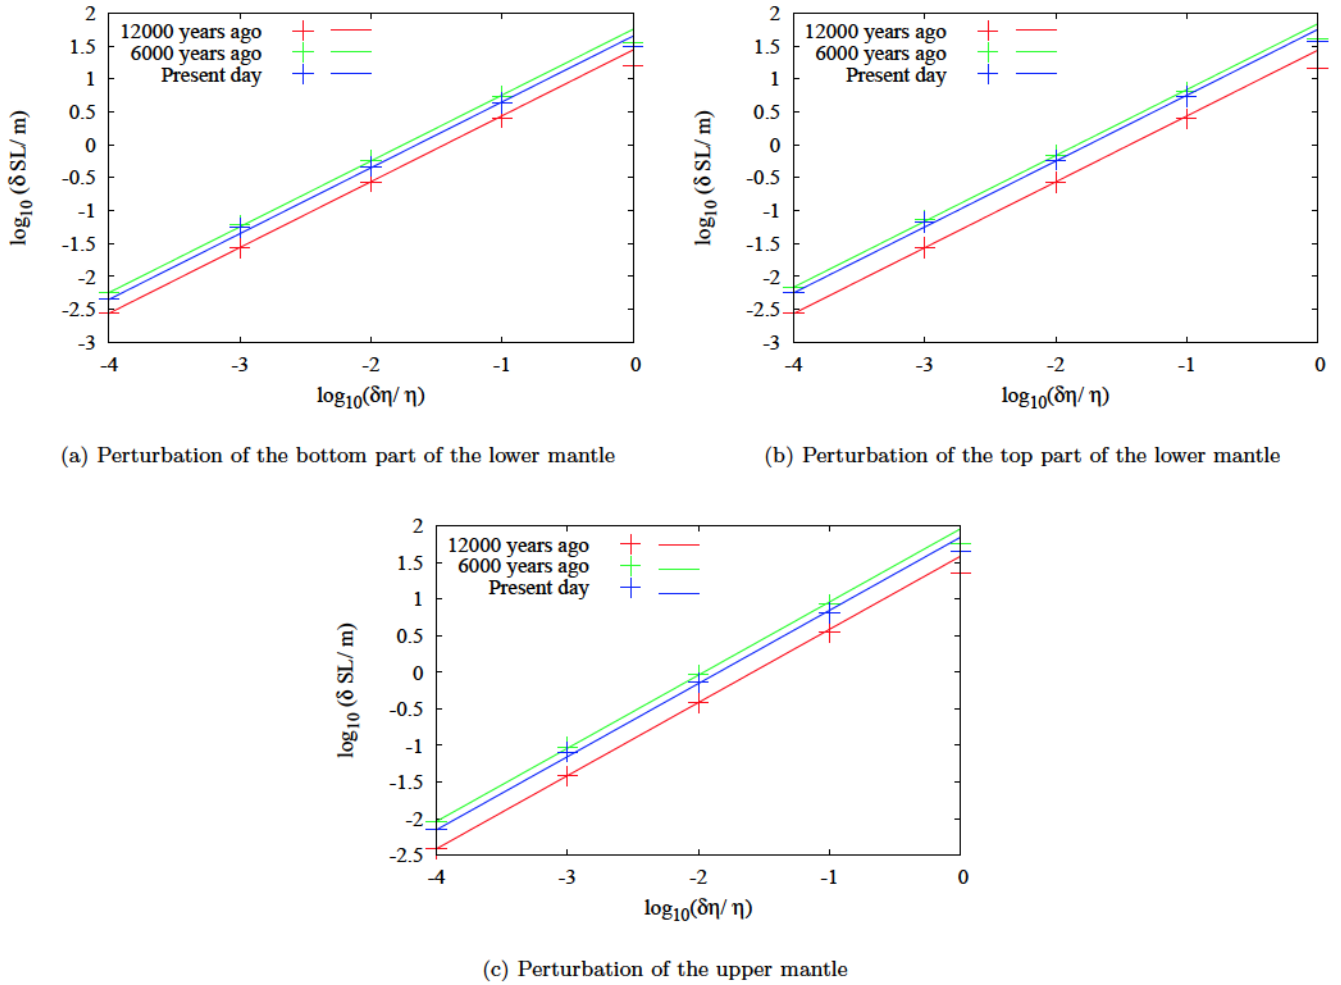 12000 years ago
6000 years ago
Present day
2
1.5
1
0.5
0
-0.5
-1
-1.5
-2
-2.5
-3
-4 -3 -2 -1 0
log10 (δ SL/ m)
log10(δη/ η)
(a) Perturbation of the bottom part of the lower mantle
12000 years ago
6000 years ago
Present day
2
1.5
1
0.5
0
-0.5
-1
-1.5
-2
-2.5
-3
-4 -3 -2 -1 0
log10 (δ SL/ m)
log10(δη/ η)
(b) Perturbation of the top part of the lower mantle
12000 years ago
6000 years ago
Present day
2
1.5
1
0.5
0
-0.5
-1
-1.5
-2
-2.5
-4 -3 -2 -1 0
log10 (δ SL/ m)
log10(δη/ η)
(c) Perturbation of the upper mantle